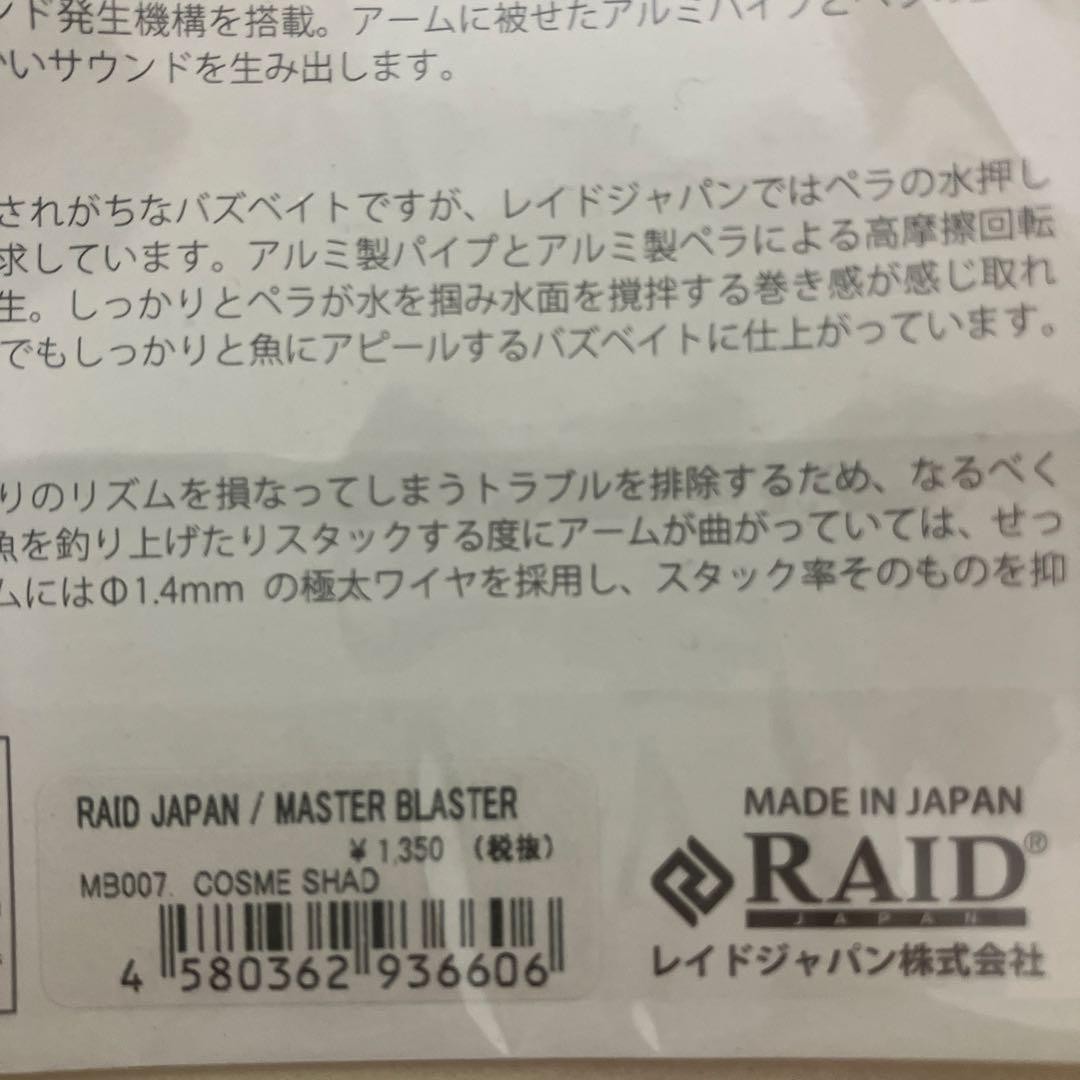 ンド発生機構を搭載。アームに被せたアルミパイプとペラの
いサウンドを生み出します。
されがちなバズベイトですが、レイドジャパンではペラの水押し
求しています。アルミ製パイプとアルミ製ペラによる高摩擦回転
生。しっかりとペラが水を掴み水面を撹拌する巻き感が感じ取れ
でもしっかりと魚にアピールするバズベイトに仕上がっています。
りのリズムを損なってしまうトラブルを排除するため、なるべく
魚を釣り上げたりスタックする度にアームが曲がっていては、せっ
ムにはΦ1.4mm の極太ワイヤを採用し、スタック率そのものを抑
RAID JAPAN / MASTER BLASTER
¥ 1,350 (税抜)
MB007. COSME SHAD
4 580362 936606
MADE IN JAPAN
RAID®
JAPAN
レイドジャパン株式会社